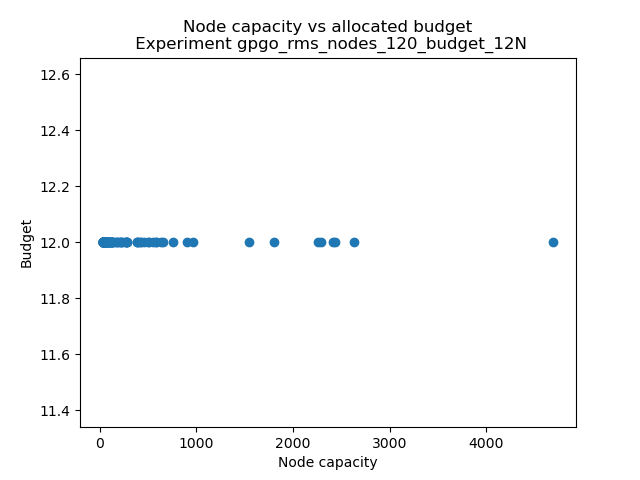 Node capacity vs allocated budget
Experiment gpgo_rms_nodes_120_budget_12N
12.6
12.4
12.2
12.0
11.8
11.6
11.4
Budget
0 1000 2000 3000 4000
Node capacity